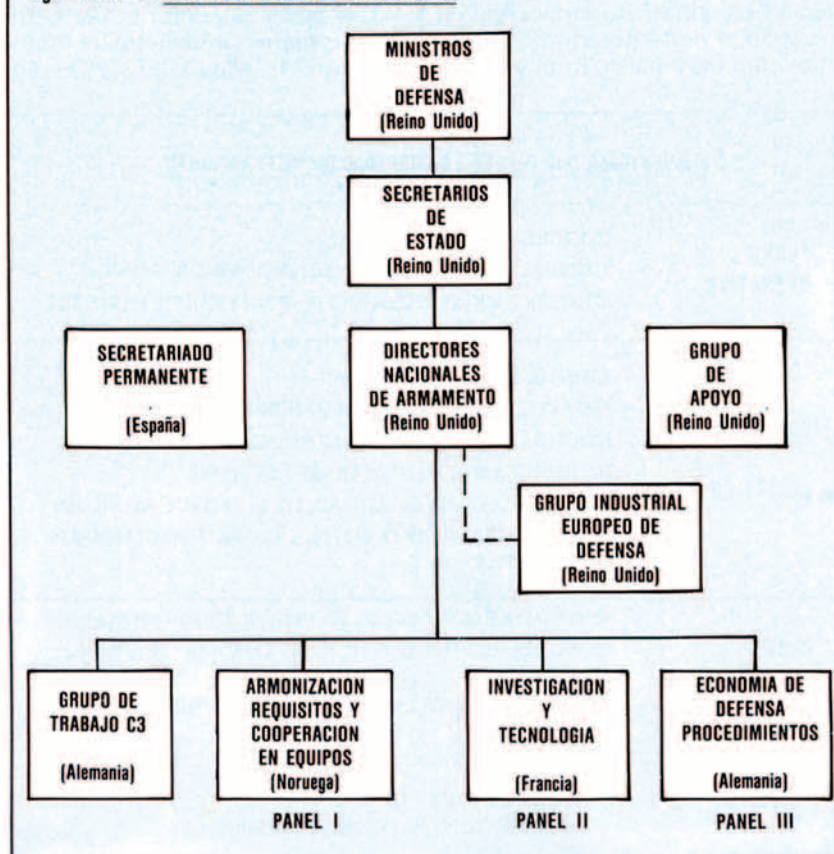 MINISTROS
DE
DEFENSA
(Reino Unido)
SECRETARIOS
DE
ESTADO
(Reino Unido)
SECRETARIADO
PERMANENTE
(España)
DIRECTORES
NACIONALES
DE ARMAMENTO
(Reino Unido)
GRUPO
DE
APOYO
(Reino Unido)
GRUPO INDUSTRIAL
EUROPEO DE
DEFENSA
(Reino Unido)
GRUPO DE
TRABAJO C3
(Alemania)
ARMONIZACION
REQUISITOS Y
COOPERACION
EN EQUIPOS
(Noruega)
PANEL I
INVESTIGACION
Y
TECNOLOGIA
(Francia)
PANEL II
ECONOMIA DE
DEFENSA
PROCEDIMIENTOS
(Alemania)
PANEL III